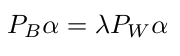 P_B α = λ P_W α